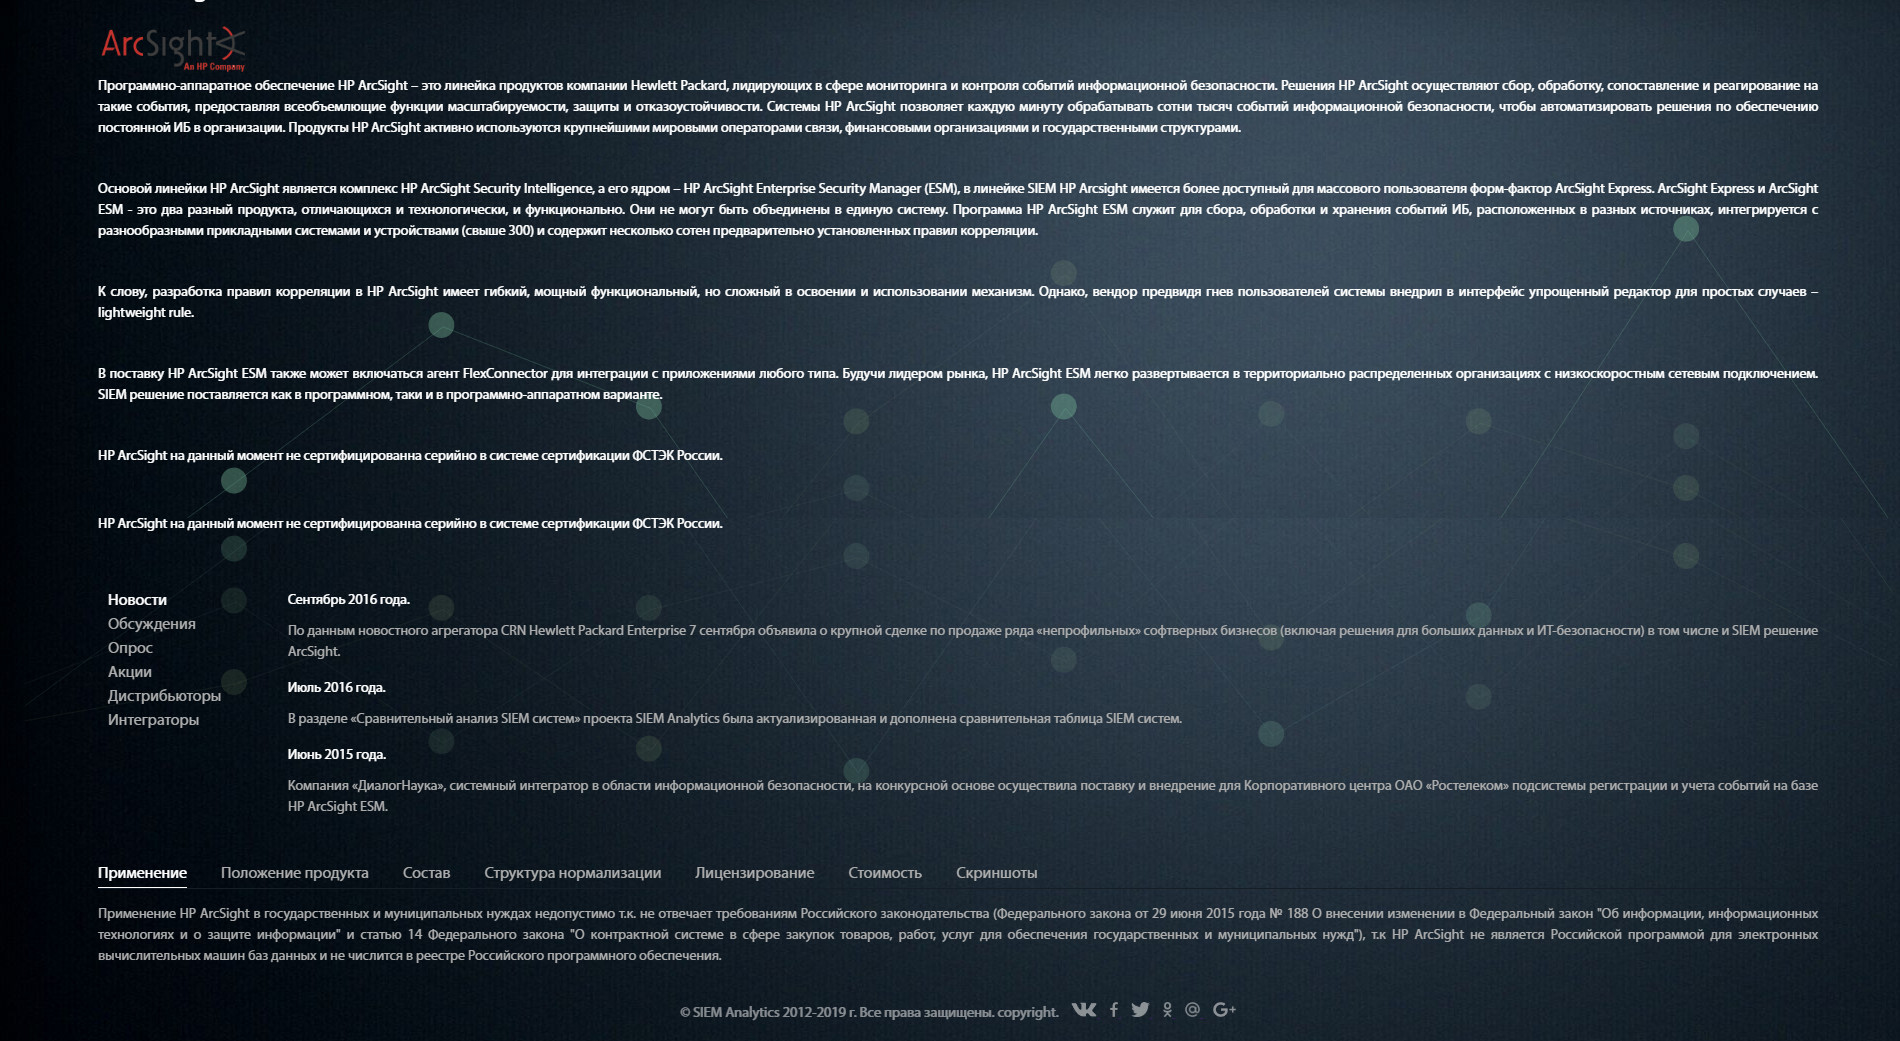 ArcSight
An HP Company
Программно-аппаратное обеспечение HP ArcSight – это линейка продуктов компании Hewlett Packard, лидирующих в сфере мониторинга и контроля событий информационной безопасности. Решения HP ArcSight осуществляют сбор, обработку, сопоставление и реагирование на
такие события, предоставляя всеобъемлющие функции масштабируемости, защиты и отказоустойчивости. Системы HP ArcSight позволяет каждую минуту обрабатывать сотни тысяч событий информационной безопасности, чтобы автоматизировать решения по обеспечению
постоянной ИБ в организации. Продукты HP ArcSight активно используются крупнейшими мировыми операторами связи, финансовыми организациями и государственными структурами.
Основой линейки HP ArcSight является комплекс HP ArcSight Security Intelligence, а его ядром – HP ArcSight Enterprise Security Manager (ESM), в линейке SIEM HP Arcsight имеется более доступный для массового пользователя форм-фактор ArcSight Express. ArcSight Express и ArcSight
ESM - это два разный продукта, отличающихся и технологически, и функционально. Они не могут быть объединены в единую систему. Программа HP ArcSight ESM служит для сбора, обработки и хранения событий ИБ, расположенных в разных источниках, интегрируется с
разнообразными прикладными системами и устройствами (свыше 300) и содержит несколько сотен предварительно установленных правил корреляции.
К слову, разработка правил корреляции в HP ArcSight имеет гибкий, мощный функциональный, но сложный в освоении и использовании механизм. Однако, вендор предвидя гнев пользователей системы внедрил в интерфейс упрощенный редактор для простых случаев –
lightweight rule.
В поставку HP ArcSight ESM также может включаться агент FlexConnector для интеграции с приложениями любого типа. Будучи лидером рынка, HP ArcSight ESM легко развертывается в территориально распределенных организациях с низкоскоростным сетевым подключением.
SIEM решение поставляется как в программном, таки и в программно-аппаратном варианте.
HP ArcSight на данный момент не сертифицированна серийно в системе сертификации ФСТЭК России.
HP ArcSight на данный момент не сертифицированна серийно в системе сертификации ФСТЭК России.
Новости
Обсуждения
Опрос
Акции
Дистрибьюторы
Интеграторы
Сентябрь 2016 года.
По данным новостного агрегатора CRN Hewlett Packard Enterprise 7 сентября объявила о крупной сделке по продаже ряда «непрофильных» софтверных бизнесов (включая решения для больших данных и ИТ-безопасности) в том числе и SIEM решение
ArcSight.
Июль 2016 года.
В разделе «Сравнительный анализ SIEM систем» проекта SIEM Analytics была актуализированная и дополнена сравнительная таблица SIEM систем.
Июнь 2015 года.
Компания «ДиалогНаука», системный интегратор в области информационной безопасности, на конкурсной основе осуществила поставку и внедрение для Корпоративного центра ОАО «Ростелеком» подсистемы регистрации и учета событий на базе
HP ArcSight ESM.
Применение Положение продукта Состав Структура нормализации Лицензирование Стоимость Скриншоты
Применение HP ArcSight в государственных и муниципальных нуждах недопустимо т.к. не отвечает требованиям Российского законодательства (Федерального закона от 29 июня 2015 года № 188 О внесении изменении в Федеральный закон "Об информации, информационных
технологиях и о защите информации" и статью 14 Федерального закона "О контрактной системе в сфере закупок товаров, работ, услуг для обеспечения государственных и муниципальных нужд"), т.к HP ArcSight не является Российской программой для электронных
вычислительных машин баз данных и не числится в реестре Российского программного обеспечения.
© SIEM Analytics 2012-2019 г. Все права защищены. copyright.